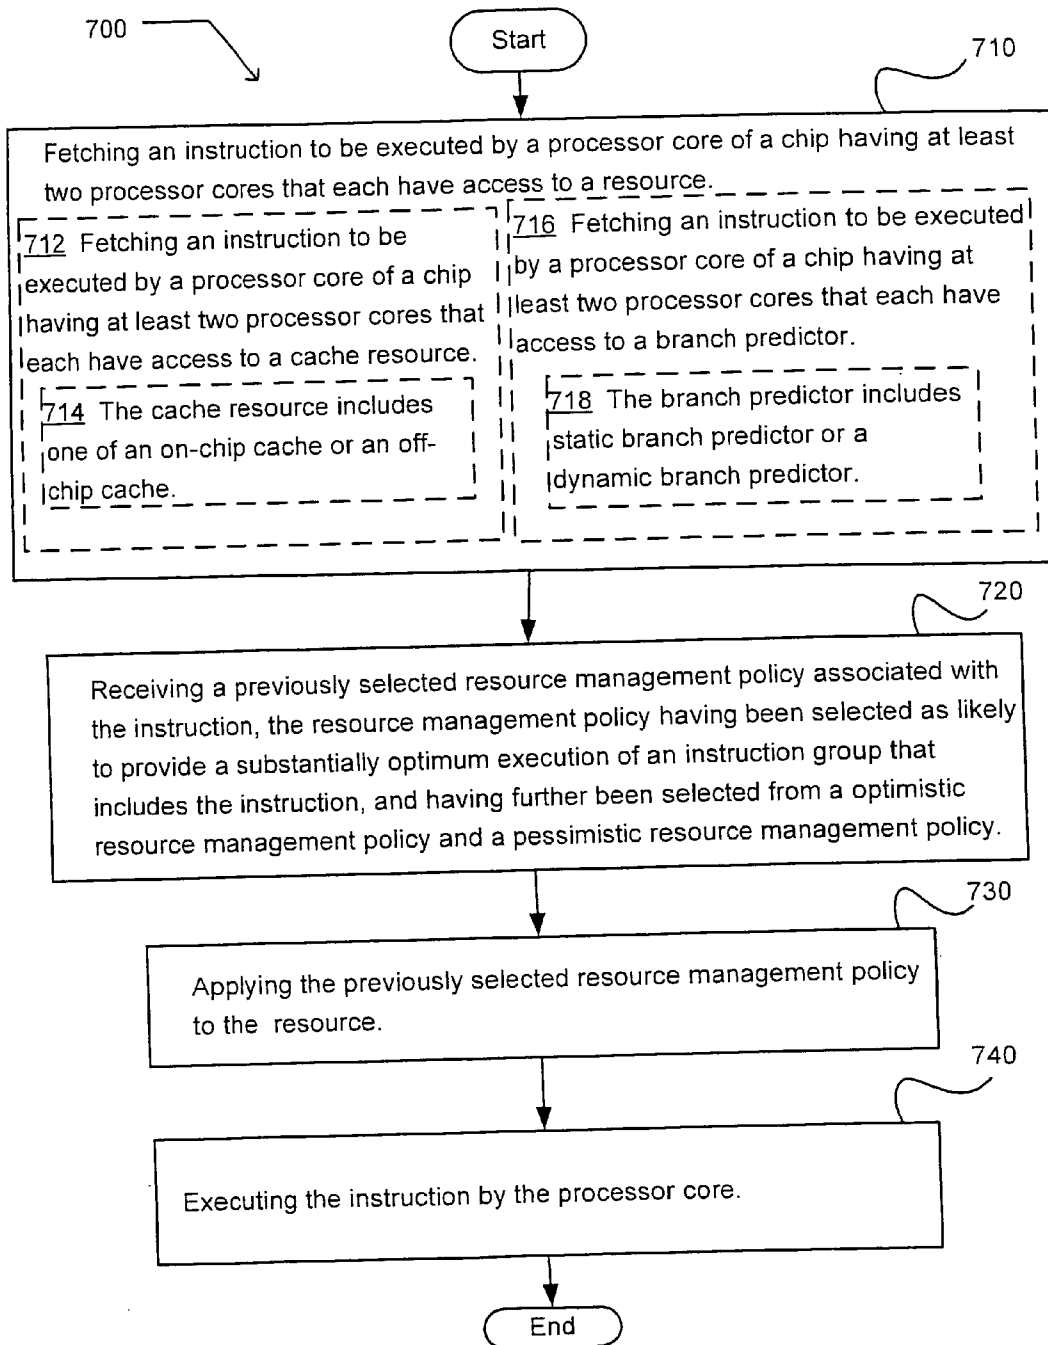 700
Start
710
Fetching an instruction to be executed by a processor core of a chip having at least
two processor cores that each have access to a resource.
712 Fetching an instruction to be
executed by a processor core of a chip
having at least two processor cores that
each have access to a cache resource.
714 The cache resource includes
one of an on-chip cache or an off-
chip cache.
716 Fetching an instruction to be executed
by a processor core of a chip having at
least two processor cores that each have
access to a branch predictor.
718 The branch predictor includes
static branch predictor or a
dynamic branch predictor.
720
Receiving a previously selected resource management policy associated with
the instruction, the resource management policy having been selected as likely
to provide a substantially optimum execution of an instruction group that
includes the instruction, and having further been selected from a optimistic
resource management policy and a pessimistic resource management policy.
730
Applying the previously selected resource management policy
to the resource.
740
Executing the instruction by the processor core.
End